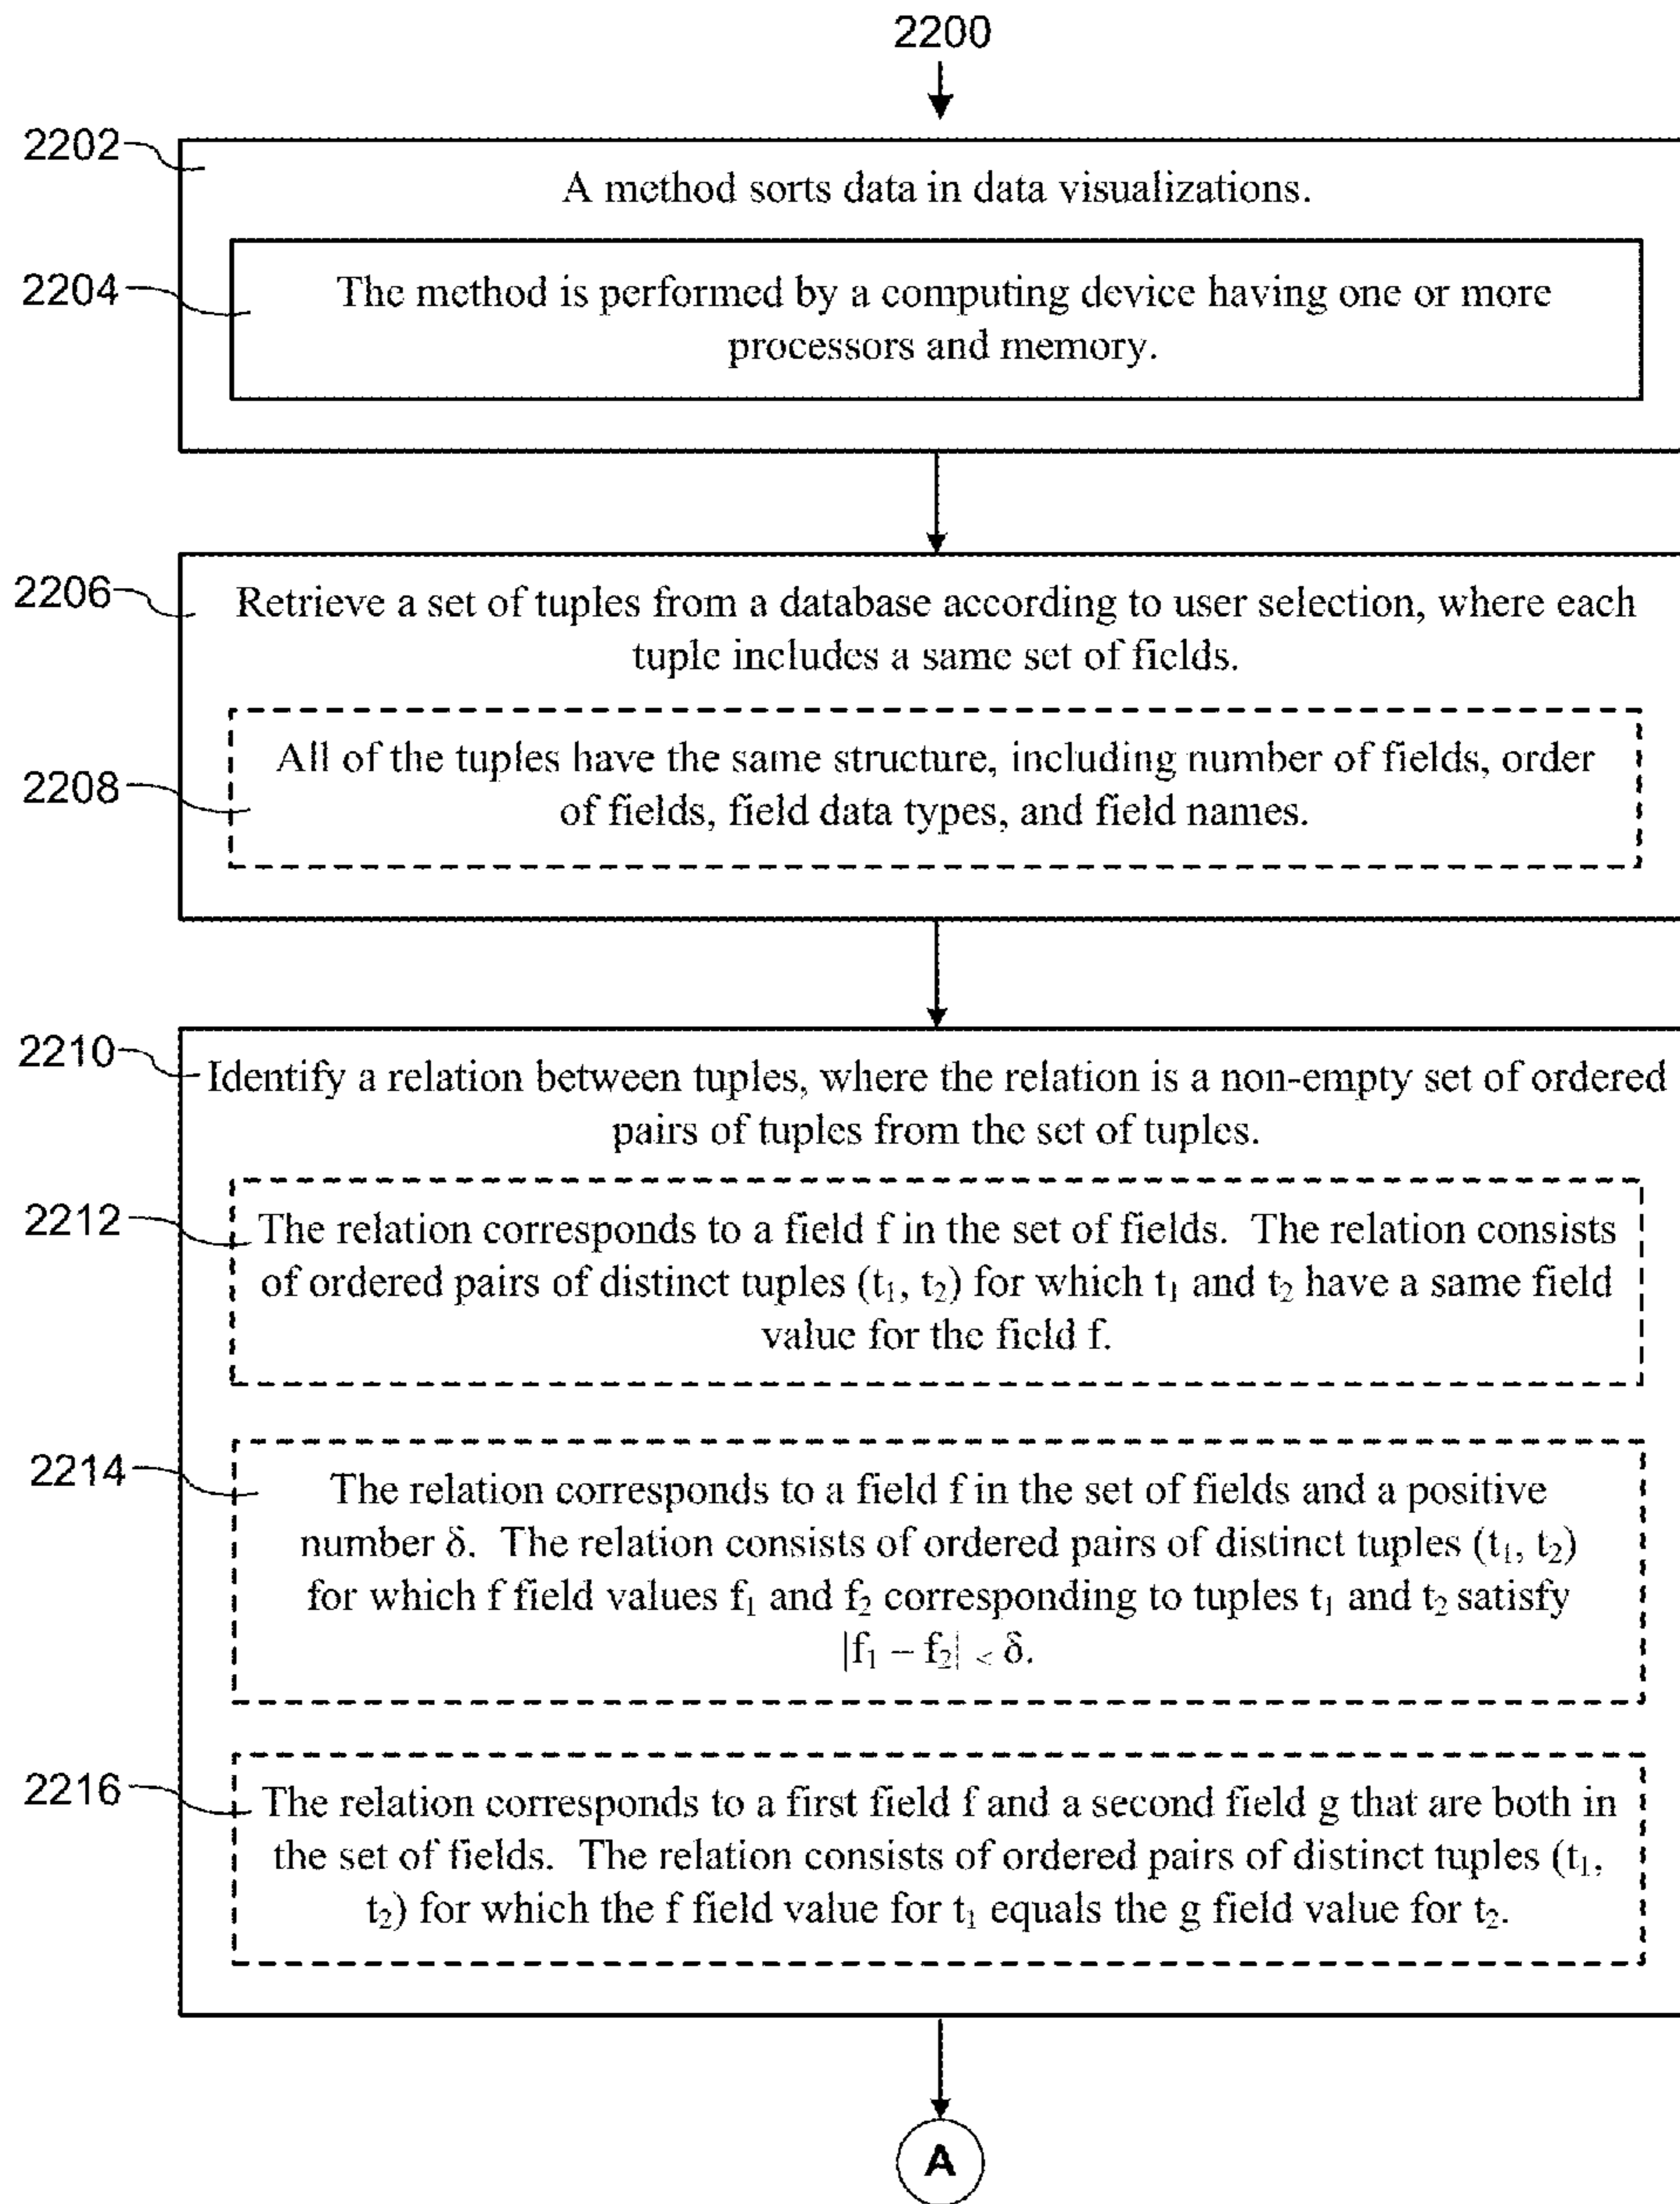 2200
2202
A method sorts data in data visualizations.
2204
The method is performed by a computing device having one or more
processors and memory.
2206
Retrieve a set of tuples from a database according to user selection, where each
tuple includes a same set of fields.
2208
All of the tuples have the same structure, including number of fields, order
of fields, field data types, and field names.
2210
Identify a relation between tuples, where the relation is a non-empty set of ordered
pairs of tuples from the set of tuples.
2212
The relation corresponds to a field f in the set of fields. The relation consists
of ordered pairs of distinct tuples (t₁, t₂) for which t₁ and t₂ have a same field
value for the field f.
2214
The relation corresponds to a field f in the set of fields and a positive
number δ. The relation consists of ordered pairs of distinct tuples (t₁, t₂)
for which f field values f₁ and f₂ corresponding to tuples t₁ and t₂ satisfy
|f₁ – f₂| < δ.
2216
The relation corresponds to a first field f and a second field g that are both in
the set of fields. The relation consists of ordered pairs of distinct tuples (t₁,
t₂) for which the f field value for t₁ equals the g field value for t₂.
A